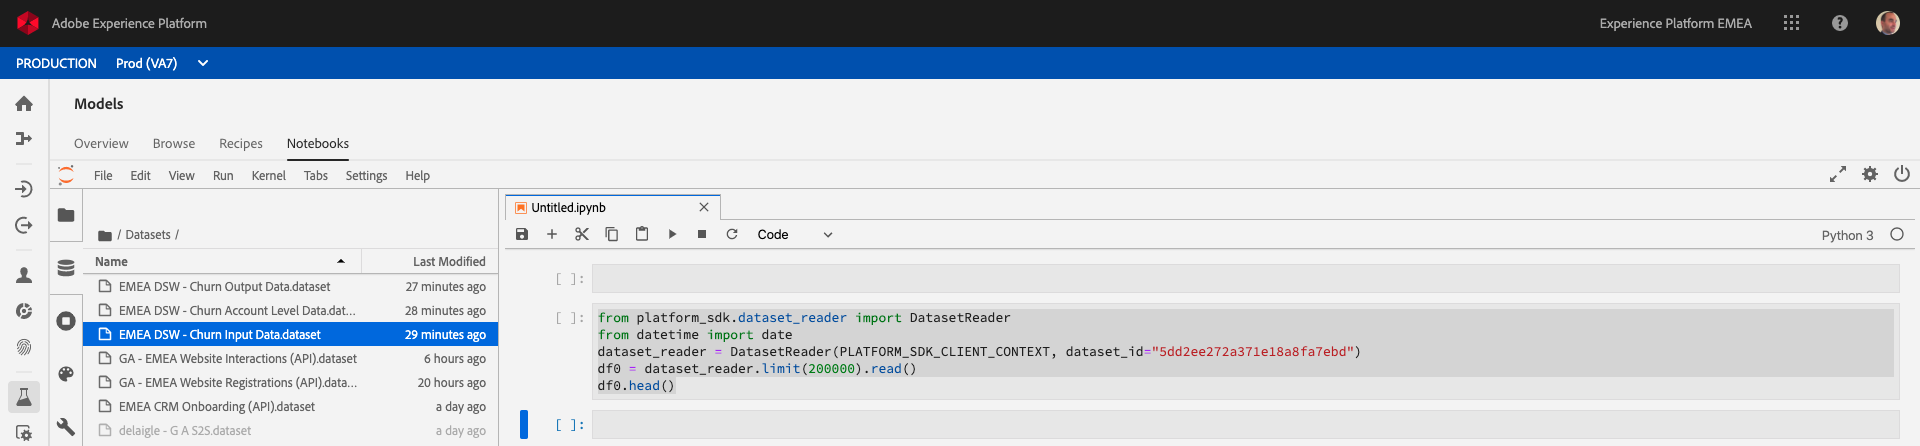 Adobe Experience Platform
Experience Platform EMEA
?
PRODUCTION Prod (VA7)
Models
Overview Browse Recipes Notebooks
File Edit View Run Kernel Tabs Settings Help
/ Datasets /
Name Last Modified
EMEA DSW - Churn Output Data.dataset 27 minutes ago
EMEA DSW - Churn Account Level Data.dat... 28 minutes ago
EMEA DSW - Churn Input Data.dataset 29 minutes ago
GA - EMEA Website Interactions (API).dataset 6 hours ago
GA - EMEA Website Registrations (API).data... 20 hours ago
EMEA CRM Onboarding (API).dataset a day ago
delaigle - G A S2S.dataset a day ago
Untitled.ipynb
Code
Python 3
[ ]:
[ ]: from platform_sdk.dataset_reader import DatasetReader
from datetime import date
dataset_reader = DatasetReader(PLATFORM_SDK_CLIENT_CONTEXT, dataset_id="5dd2ee272a371e18a8fa7ebd")
df0 = dataset_reader.limit(200000).read()
df0.head()
[ ]: